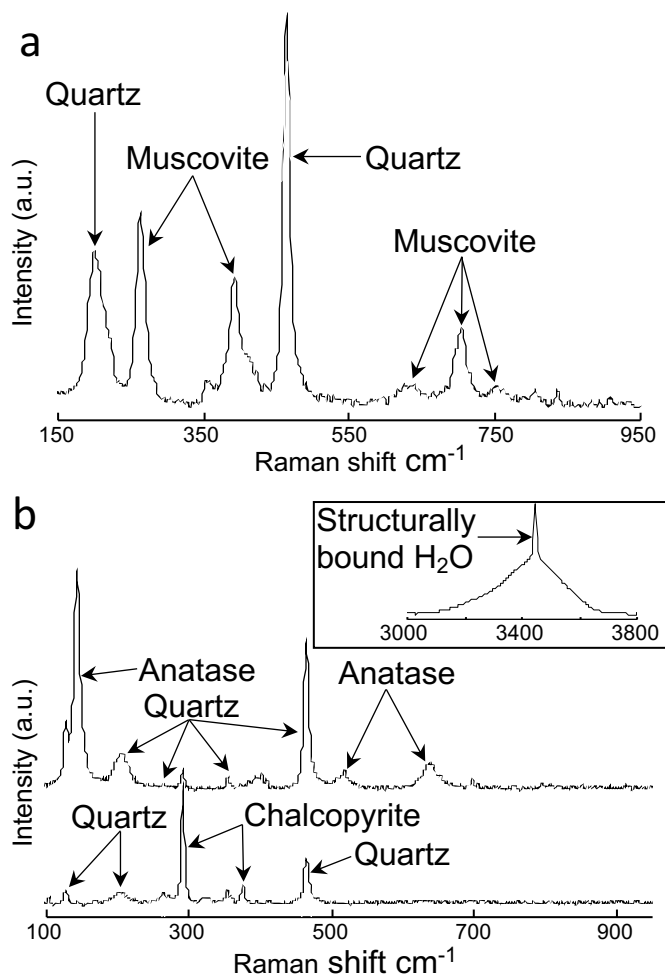 a
Quartz
Muscovite
Quartz
Muscovite
Intensity (a.u.)
150 350 550 750 950
Raman shift cm-1
b
Structurally
bound H2O
3000 3400 3800
Anatase
Quartz
Anatase
Intensity (a.u.)
Quartz
Chalcopyrite
Quartz
100 300 500 700 900
Raman shift cm-1